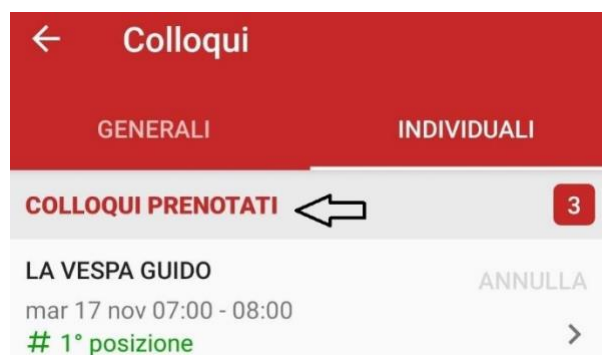 Colloqui
GENERALI INDIVIDUALI
COLLOQUI PRENOTATI 3
LA VESPA GUIDO
ANNULLA
mar 17 nov 07:00 - 08:00
# 1° posizione